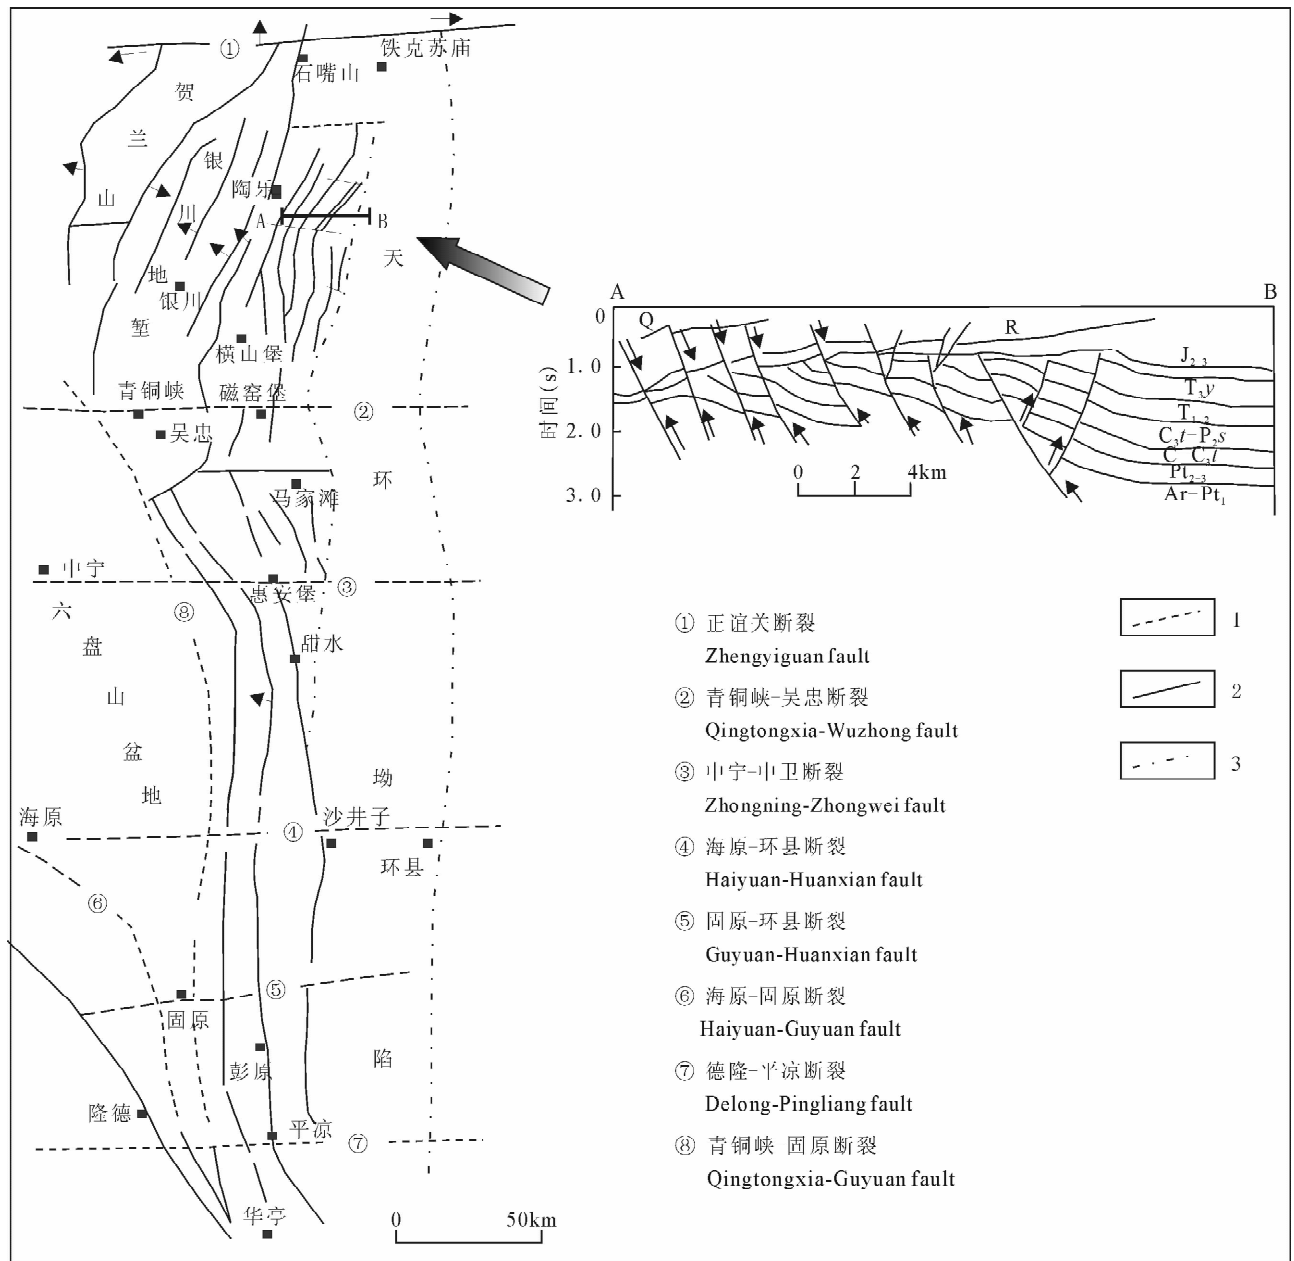 ①
铁克苏庙
石嘴山
贺
兰
山
银
川
地
堑
陶乐
A
B
天
银川
横山堡
青铜峡
磁窑堡
②
吴忠
环
马家滩
中宁
惠安堡
③
六
盘
山
盆
地
⑧
甜水
坳
海原
④
沙井子
环县
⑥
⑤
固原
彭原
陷
隆德
平凉
⑦
华亭
0
50km
A
B
0
1.0
2.0
3.0
时间(s)
Q
R
J₂₋₃
T₃y
T₁₋₂
C₃t-P₂s
C C₃t
Pt₂₋₃
Ar-Pt₁
0
2
4km
① 正谊关断裂
Zhengyiguan fault
② 青铜峡-吴忠断裂
Qingtongxia-Wuzhong fault
③ 中宁-中卫断裂
Zhongning-Zhongwei fault
④ 海原-环县断裂
Haiyuan-Huanxian fault
⑤ 固原-环县断裂
Guyuan-Huanxian fault
⑥ 海原-固原断裂
Haiyuan-Guyuan fault
⑦ 德隆-平凉断裂
Delong-Pingliang fault
⑧ 青铜峡 固原断裂
Qingtongxia-Guyuan fault
1
2
3